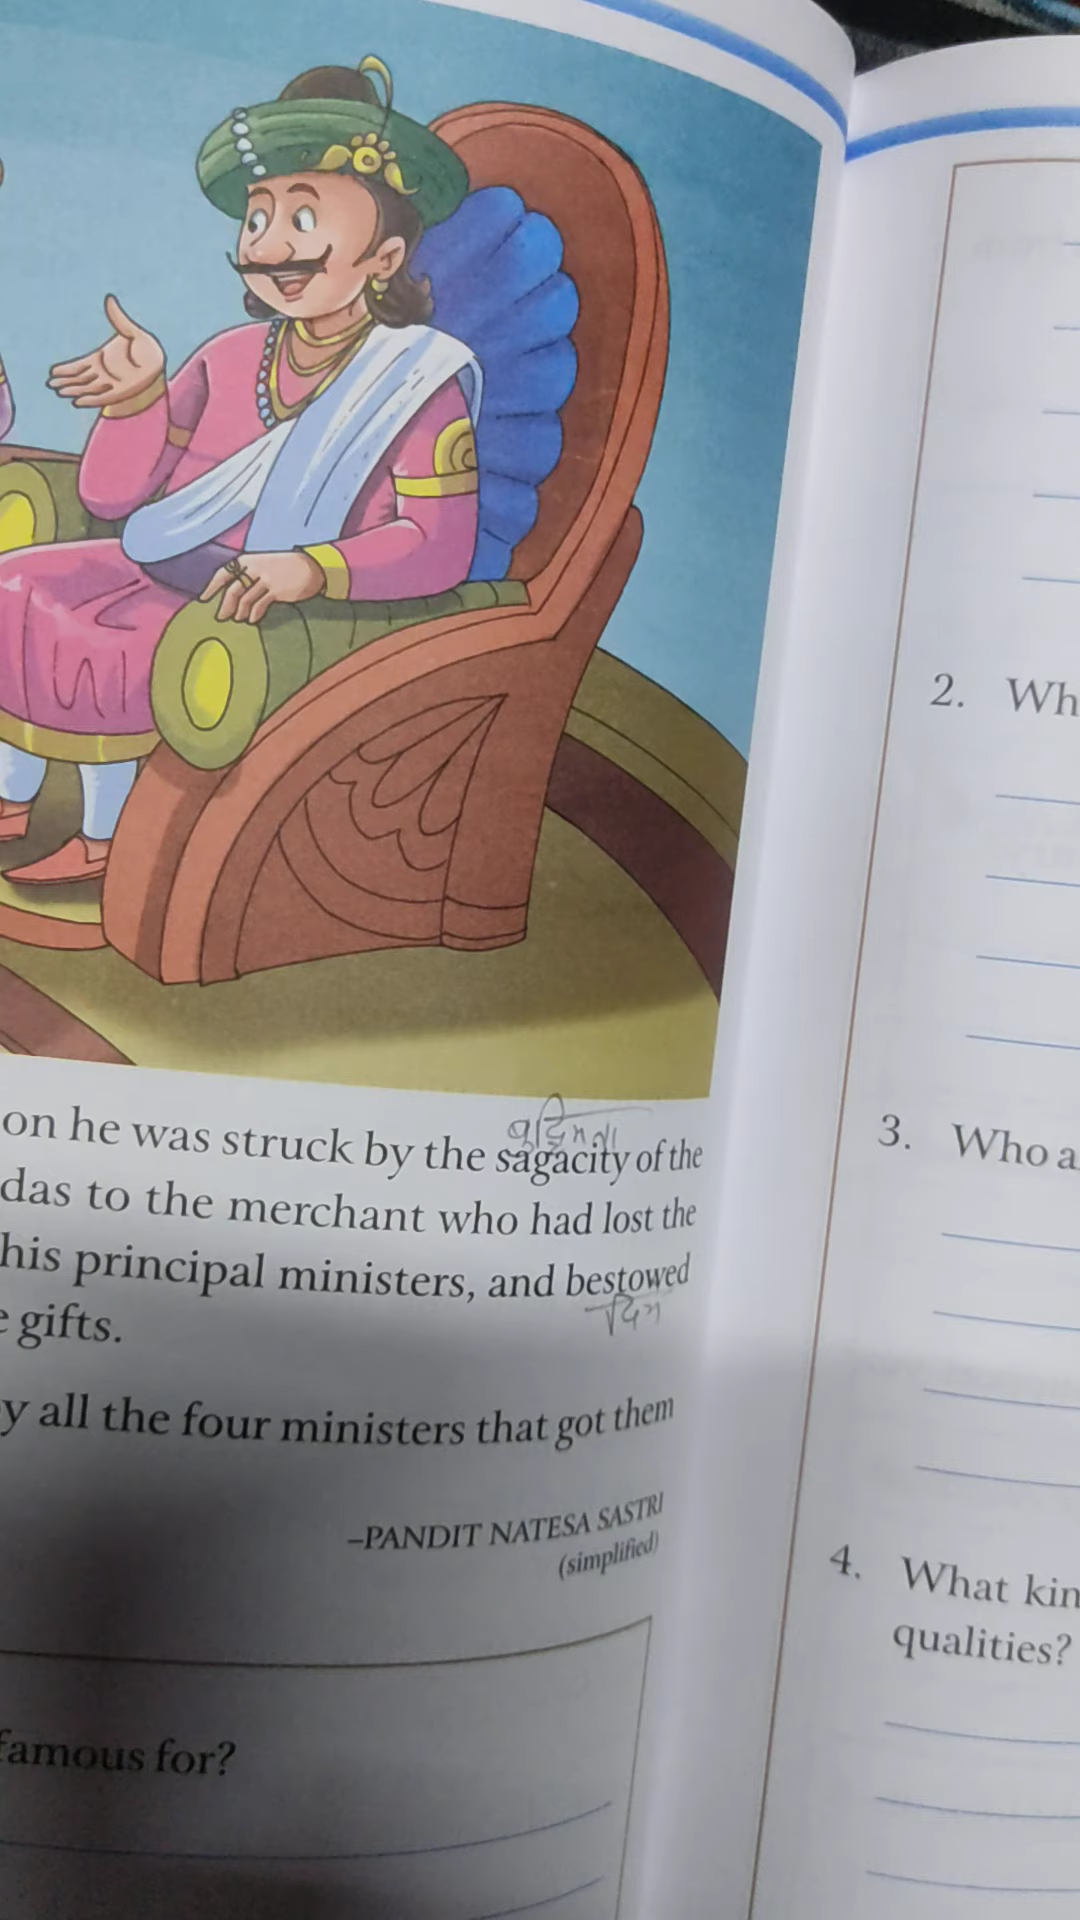 बुद्धिमता
on he was struck by the sagacity of the
das to the merchant who had lost the
his principal ministers, and bestowed
gifts.
y all the four ministers that got them
–PANDIT NATESA SASTRI
(simplified)
famous for?
2. Wh
3. Who a
4. What kin
qualities?